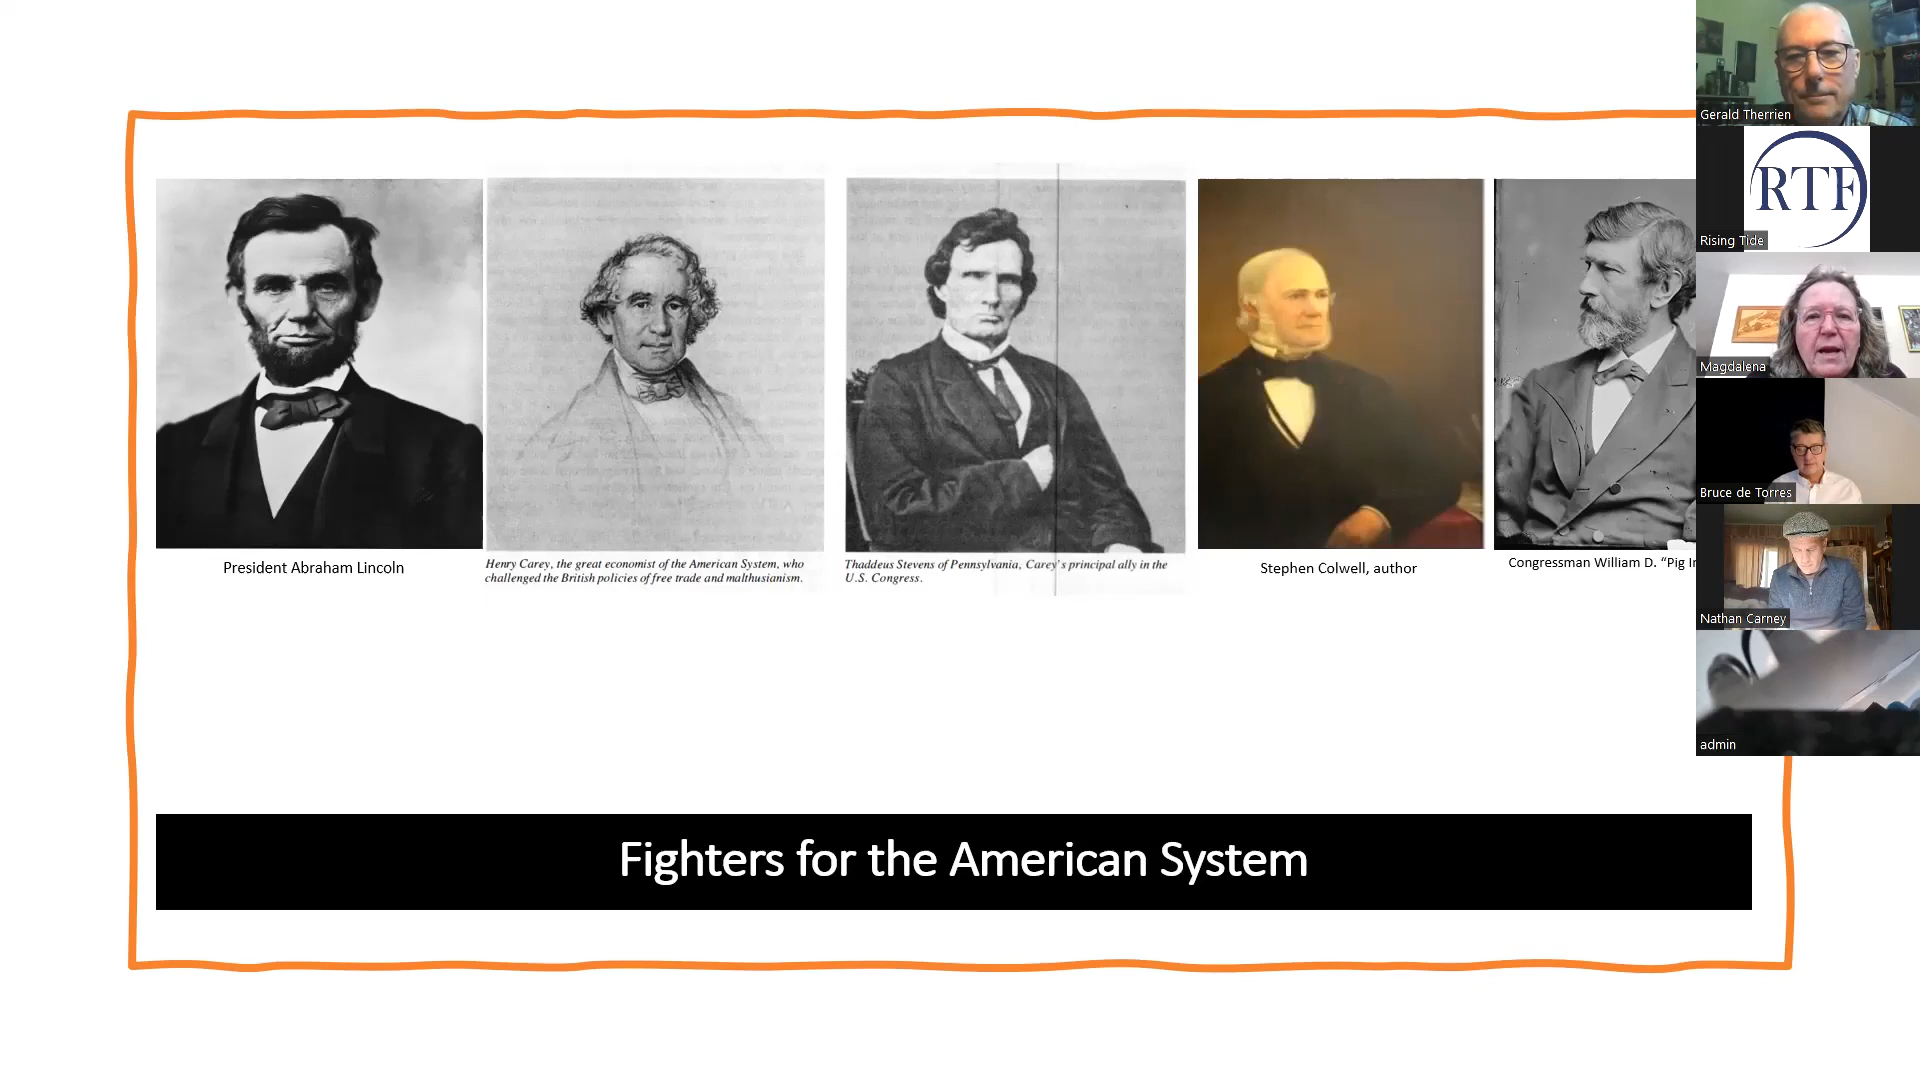 President Abraham Lincoln
Henry Carey, the great economist of the American System, who
challenged the British policies of free trade and malthusianism.
Thaddeus Stevens of Pennsylvania, Carey's principal ally in the
U.S. Congress.
Stephen Colwell, author
Congressman William D. “Pig
Fighters for the American System
Gerald Therrien
RTF
Rising Tide
Magdalena
Bruce de Torres
Nathan Carney
admin